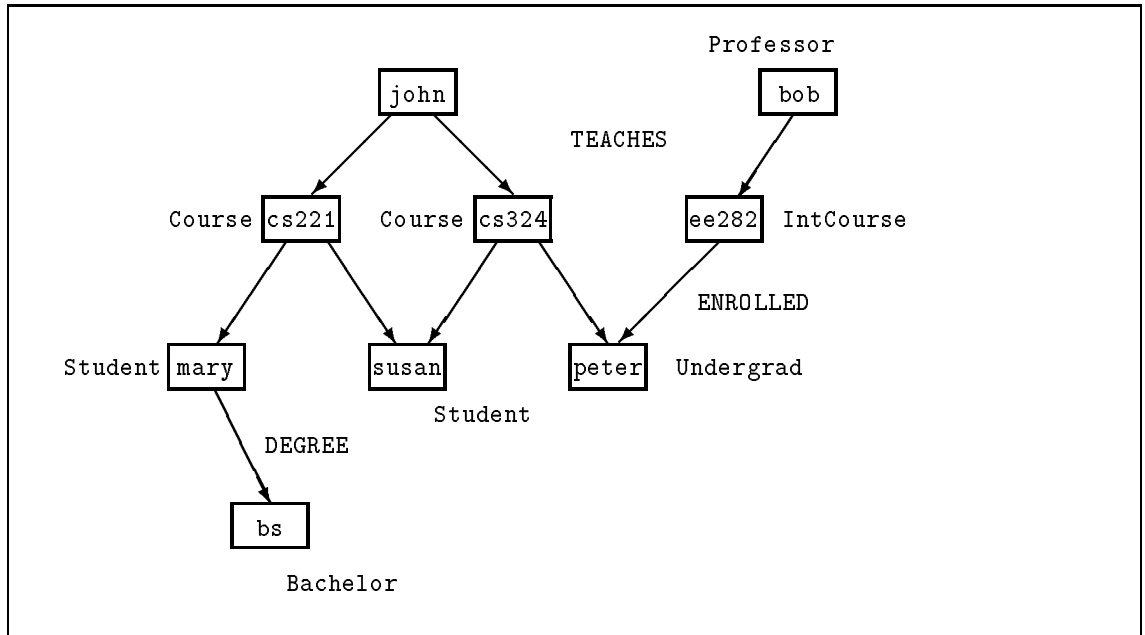 Professor
john bob
TEACHES
Course cs221 Course cs324 ee282 IntCourse
ENROLLED
Student mary susan peter Undergrad
Student
DEGREE
bs
Bachelor